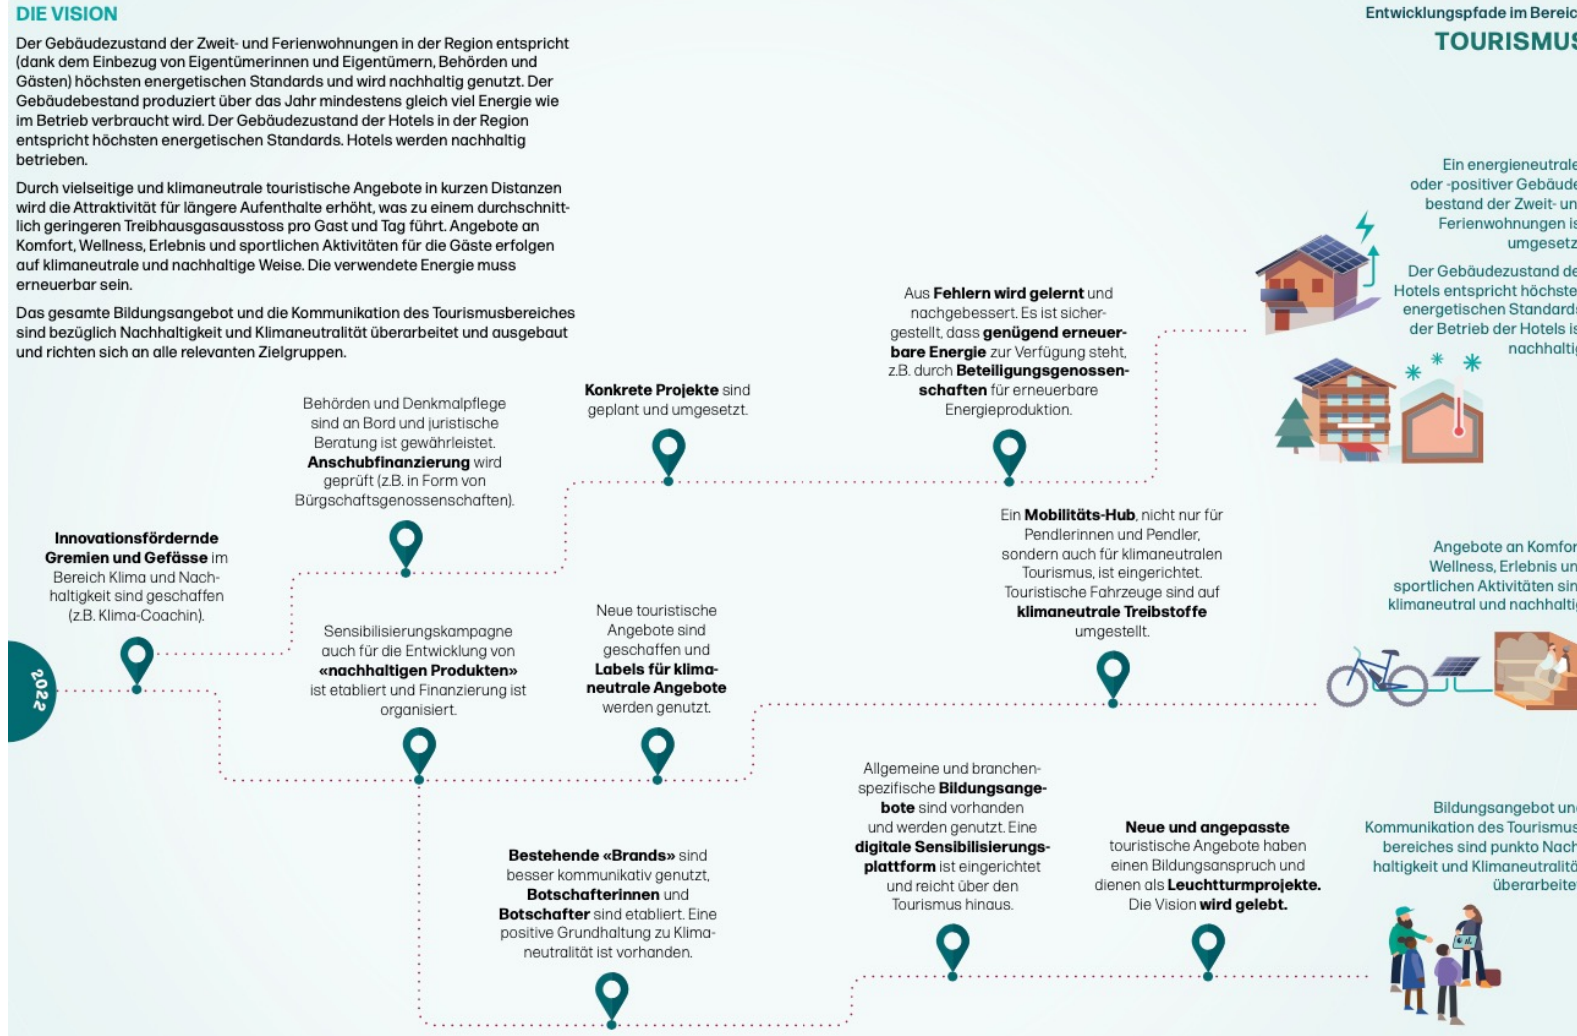 DIE VISION
Der Gebäudezustand der Zweit- und Ferienwohnungen in der Region entspricht
(dank dem Einbezug von Eigentümerinnen und Eigentümern, Behörden und
Gästen) höchsten energetischen Standards und wird nachhaltig genutzt. Der
Gebäudebestand produziert über das Jahr mindestens gleich viel Energie wie
im Betrieb verbraucht wird. Der Gebäudezustand der Hotels in der Region
entspricht höchsten energetischen Standards. Hotels werden nachhaltig
betrieben.
Durch vielseitige und klimaneutrale touristische Angebote in kurzen Distanzen
wird die Attraktivität für längere Aufenthalte erhöht, was zu einem durchschnitt-
lich geringeren Treibhausgasausstoss pro Gast und Tag führt. Angebote an
Komfort, Wellness, Erlebnis und sportlichen Aktivitäten für die Gäste erfolgen
auf klimaneutrale und nachhaltige Weise. Die verwendete Energie muss
erneuerbar sein.
Das gesamte Bildungsangebot und die Kommunikation des Tourismusbereiches
sind bezüglich Nachhaltigkeit und Klimaneutralität überarbeitet und ausgebaut
und richten sich an alle relevanten Zielgruppen.
Entwicklungspfade im Bereic
TOURISMUS
2022
Innovationsfördernde
Gremien und Gefässe im
Bereich Klima und Nach-
haltigkeit sind geschaffen
(z.B. Klima-Coachin).
Behörden und Denkmalpflege
sind an Bord und juristische
Beratung ist gewährleistet.
Anschubfinanzierung wird
geprüft (z.B. in Form von
Bürgschaftsgenossenschaften).
Konkrete Projekte sind
geplant und umgesetzt.
Aus Fehlern wird gelernt und
nachgebessert. Es ist sicher-
gestellt, dass genügend erneuer-
bare Energie zur Verfügung steht,
z.B. durch Beteiligungsgenossen-
schaften für erneuerbare
Energieproduktion.
Ein energieneutrale
oder -positiver Gebäude
bestand der Zweit- un
Ferienwohnungen is
umgesetz
Der Gebäudezustand de
Hotels entspricht höchste
energetischen Standards
der Betrieb der Hotels is
nachhaltig
Sensibilisierungskampagne
auch für die Entwicklung von
«nachhaltigen Produkten»
ist etabliert und Finanzierung ist
organisiert.
Neue touristische
Angebote sind
geschaffen und
Labels für klima-
neutrale Angebote
werden genutzt.
Ein Mobilitäts-Hub, nicht nur für
Pendlerinnen und Pendler,
sondern auch für klimaneutralen
Tourismus, ist eingerichtet.
Touristische Fahrzeuge sind auf
klimaneutrale Treibstoffe
umgestellt.
Angebote an Komfor
Wellness, Erlebnis un
sportlichen Aktivitäten sin
klimaneutral und nachhaltig
Bestehende «Brands» sind
besser kommunikativ genutzt,
Botschafterinnen und
Botschafter sind etabliert. Eine
positive Grundhaltung zu Klima-
neutralität ist vorhanden.
Allgemeine und branchen-
spezifische Bildungsange-
bote sind vorhanden
und werden genutzt. Eine
digitale Sensibilisierungs-
plattform ist eingerichtet
und reicht über den
Tourismus hinaus.
Neue und angepasste
touristische Angebote haben
einen Bildungsanspruch und
dienen als Leuchtturmprojekte.
Die Vision wird gelebt.
Bildungsangebot und
Kommunikation des Tourismus
bereiches sind punkto Nach
haltigkeit und Klimaneutralitä
überarbeite